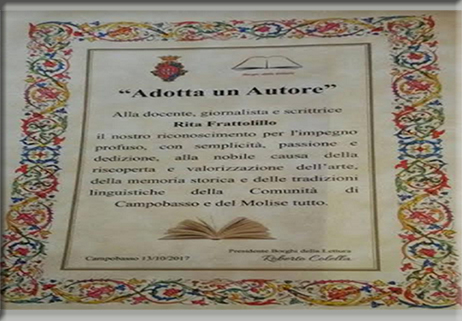 “Adotta un Autore”
Alla docente, giornalista e scrittrice
Rita Frattolillo
il nostro riconoscimento per l'impegno
profuso, con semplicità, passione e
dedizione, alla nobile causa della
riscoperta e valorizzazione dell'arte,
della memoria storica e delle tradizioni
linguistiche della Comunità di
Campobasso e del Molise tutto.
Presidente Borghi della Lettura
Campobasso 13/10/2017
Roberto Colella